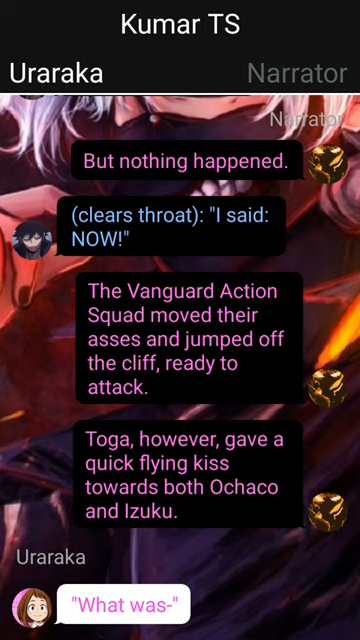 Kumar TS
Uraraka
Narrator
Narrator
But nothing happened.
(clears throat): "I said:
NOW!"
The Vanguard Action
Squad moved their
asses and jumped off
the cliff, ready to
attack.
Toga, however, gave a
quick flying kiss
towards both Ochaco
and Izuku.
Uraraka
"What was-"